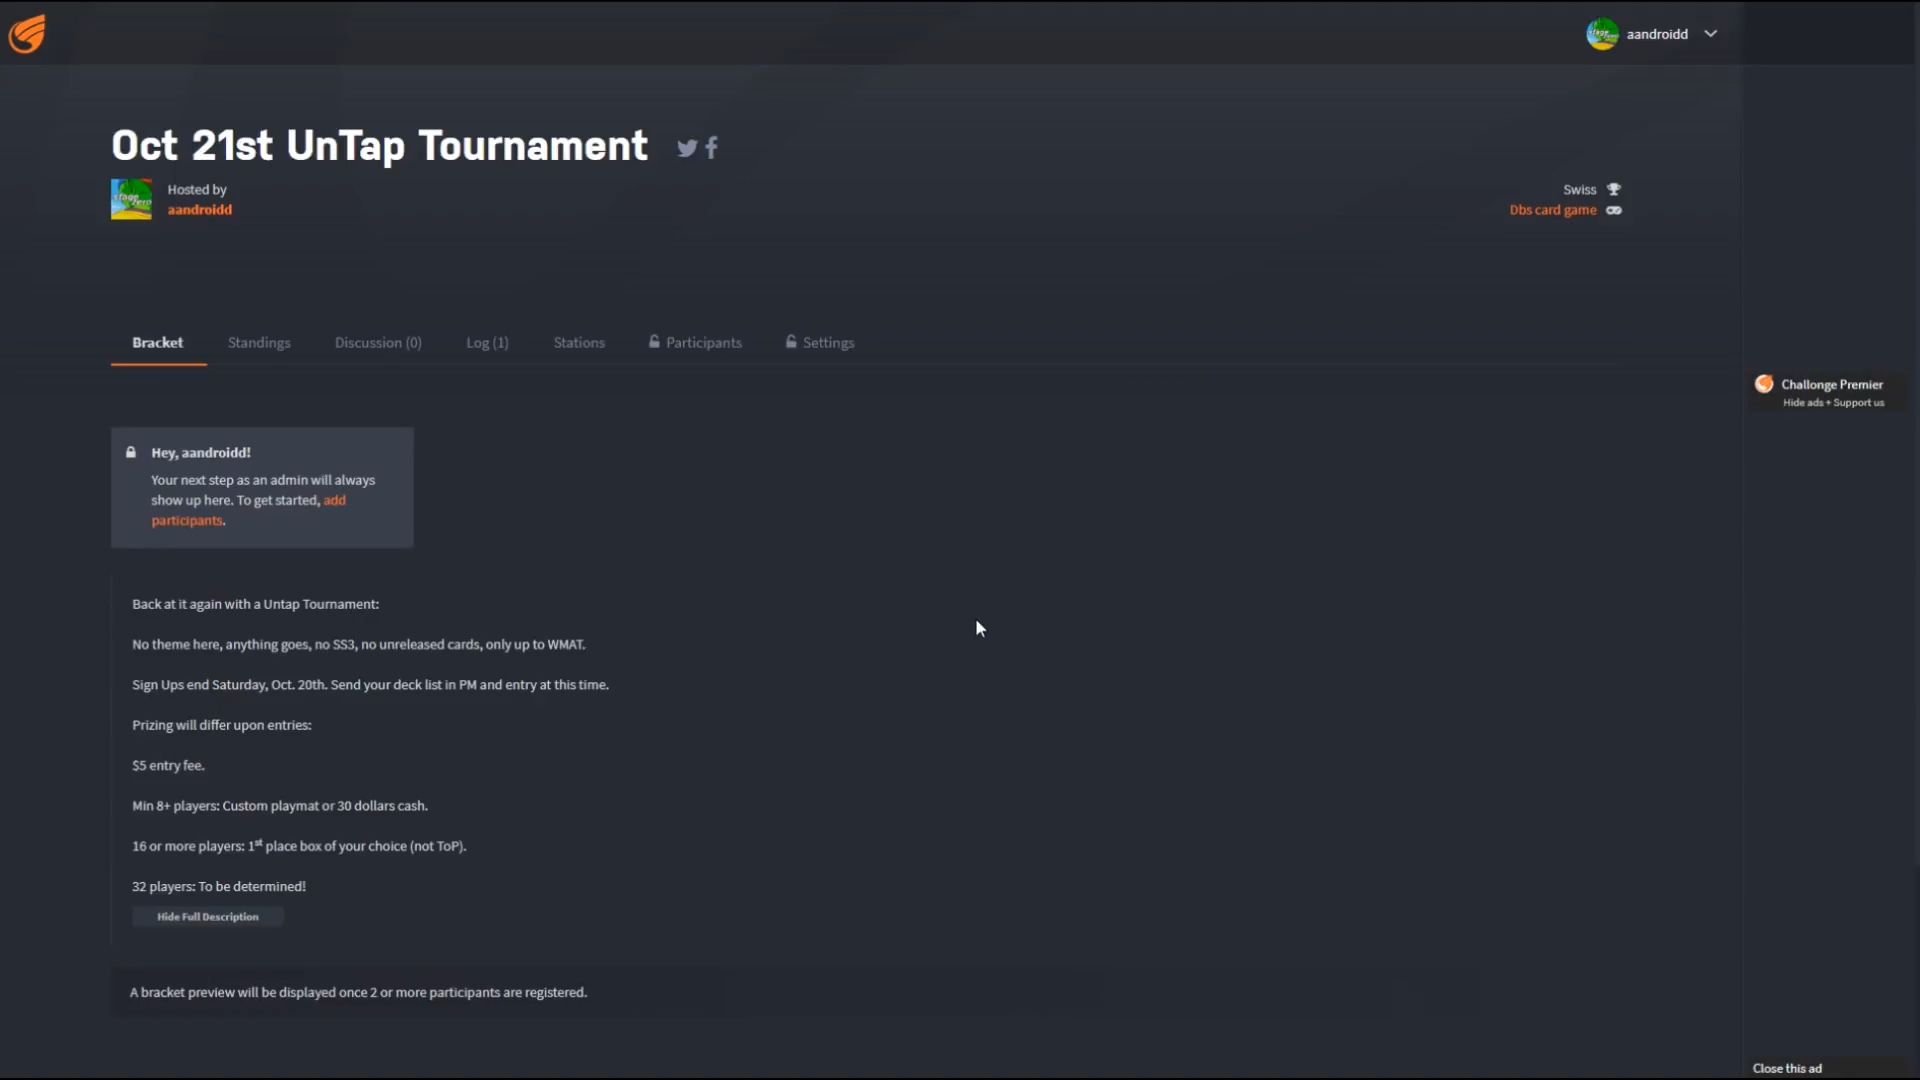 aandroidd
Oct 21st UnTap Tournament
Hosted by
aandroidd
Swiss
Dbs card game
Bracket
Standings
Discussion (0)
Log (1)
Stations
Participants
Settings
Challonge Premier
Hide ads + Support us
Hey, aandroidd!
Your next step as an admin will always
show up here. To get started, add
participants.
Back at it again with a Untap Tournament:
No theme here, anything goes, no SS3, no unreleased cards, only up to WMAT.
Sign Ups end Saturday, Oct. 20th. Send your deck list in PM and entry at this time.
Prizing will differ upon entries:
$5 entry fee.
Min 8+ players: Custom playmat or 30 dollars cash.
16 or more players: 1st place box of your choice (not ToP).
32 players: To be determined!
Hide Full Description
A bracket preview will be displayed once 2 or more participants are registered.
Close this ad